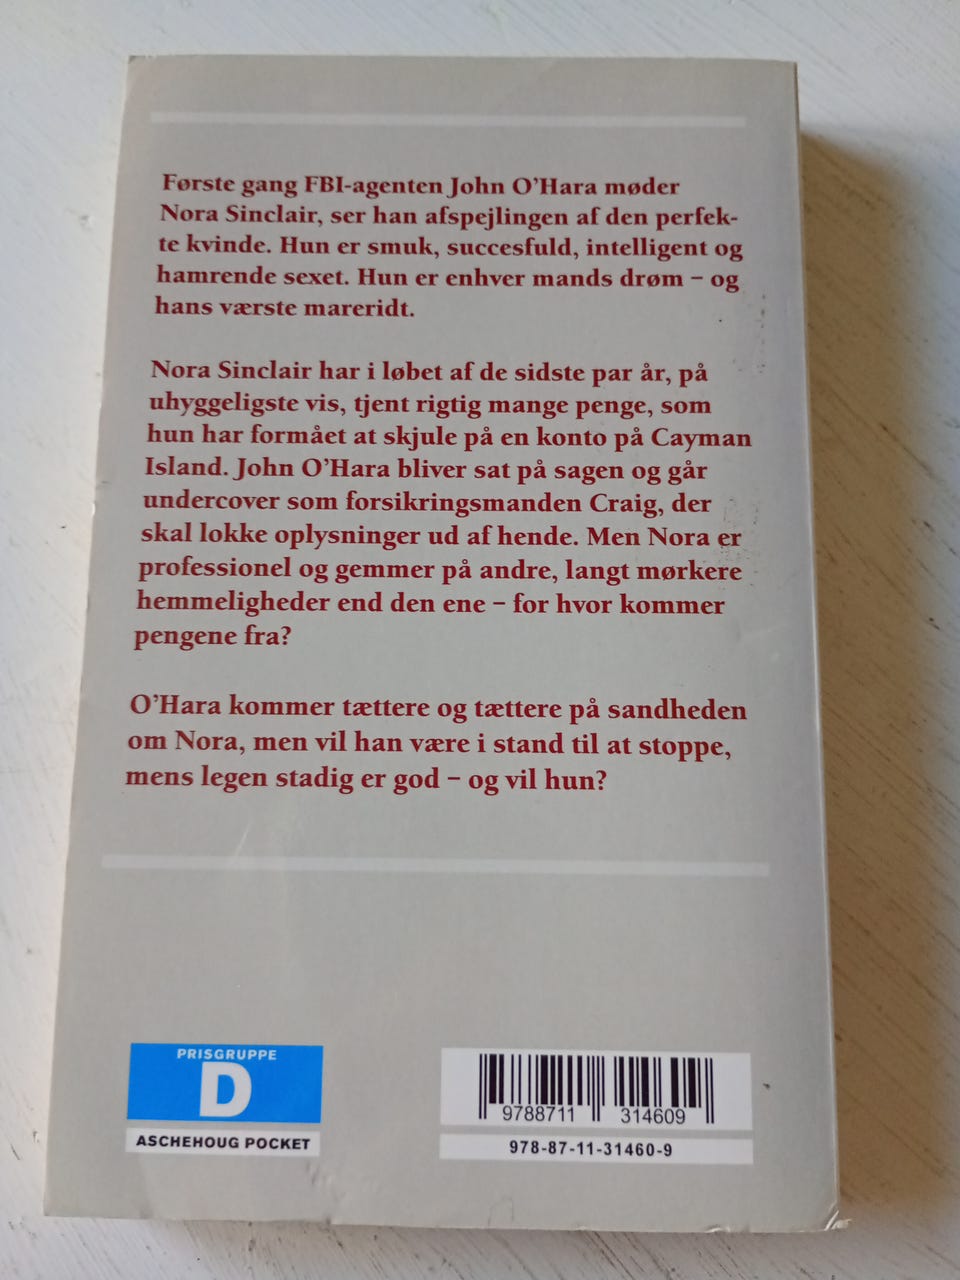 Første gang FBI-agenten John O'Hara møder
Nora Sinclair, ser han afspejlingen af den perfek-
te kvinde. Hun er smuk, succesfuld, intelligent og
hamrende sexet. Hun er enhver mands drøm – og
hans værste mareridt.
Nora Sinclair har i løbet af de sidste par år, på
uhyggeligste vis, tjent rigtig mange penge, som
hun har formået at skjule på en konto på Cayman
Island. John O'Hara bliver sat på sagen og går
undercover som forsikringsmanden Craig, der
skal lokke oplysninger ud af hende. Men Nora er
professionel og gemmer på andre, langt mørkere
hemmeligheder end den ene – for hvor kommer
pengene fra?
O'Hara kommer tættere og tættere på sandheden
om Nora, men vil han være i stand til at stoppe,
mens legen stadig er god – og vil hun?
PRISGRUPPE
D
ASCHEHOUG POCKET
9788711 314609
978-87-11-31460-9